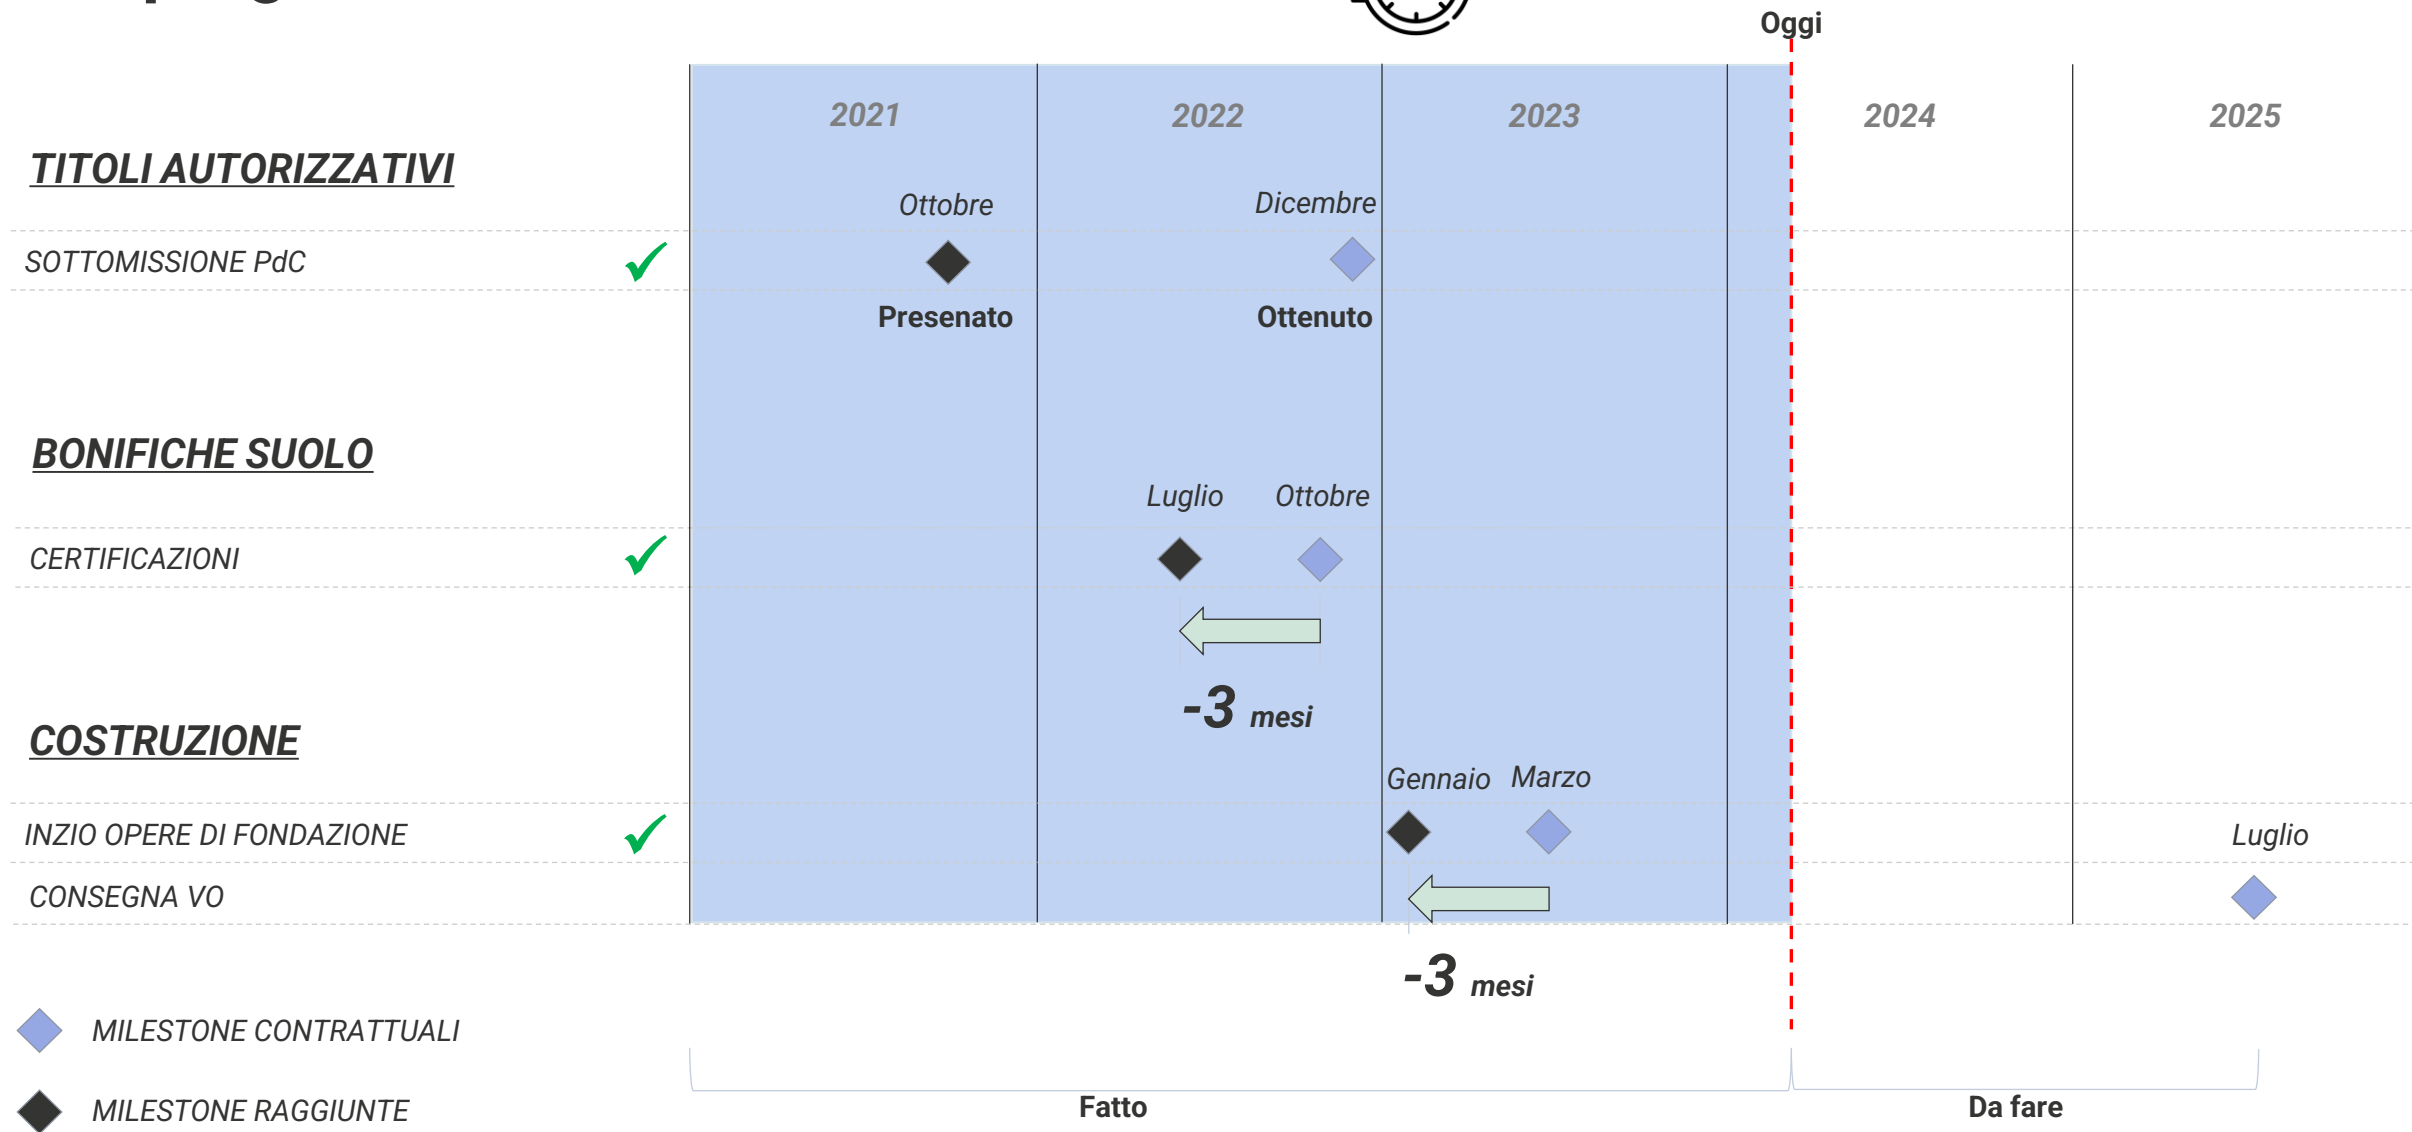 Oggi
2021 2022 2023 2024 2025
TITOLI AUTORIZZATIVI
Ottobre Dicembre
SOTTOMISSIONE PdC
Presenato Ottenuto
BONIFICHE SUOLO
Luglio Ottobre
CERTIFICAZIONI
-3 mesi
COSTRUZIONE
Gennaio Marzo
INZIO OPERE DI FONDAZIONE Luglio
CONSEGNA VO
-3 mesi
MILESTONE CONTRATTUALI
MILESTONE RAGGIUNTE
Fatto Da fare